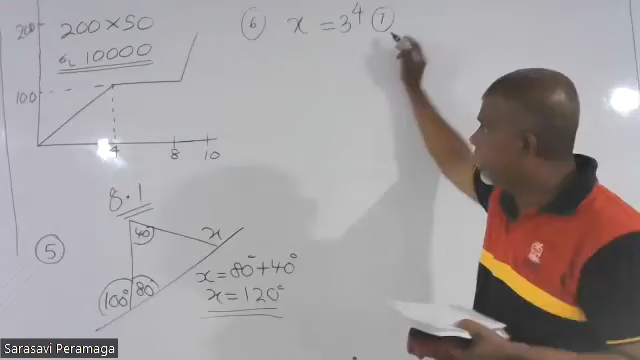 200
200 × 50
රු 10000
100
4
8
10
8.1
5
40
x
100°
80°
x = 80° + 40°
x = 120°
6
x = 3⁴
7
Sarasavi Peramaga